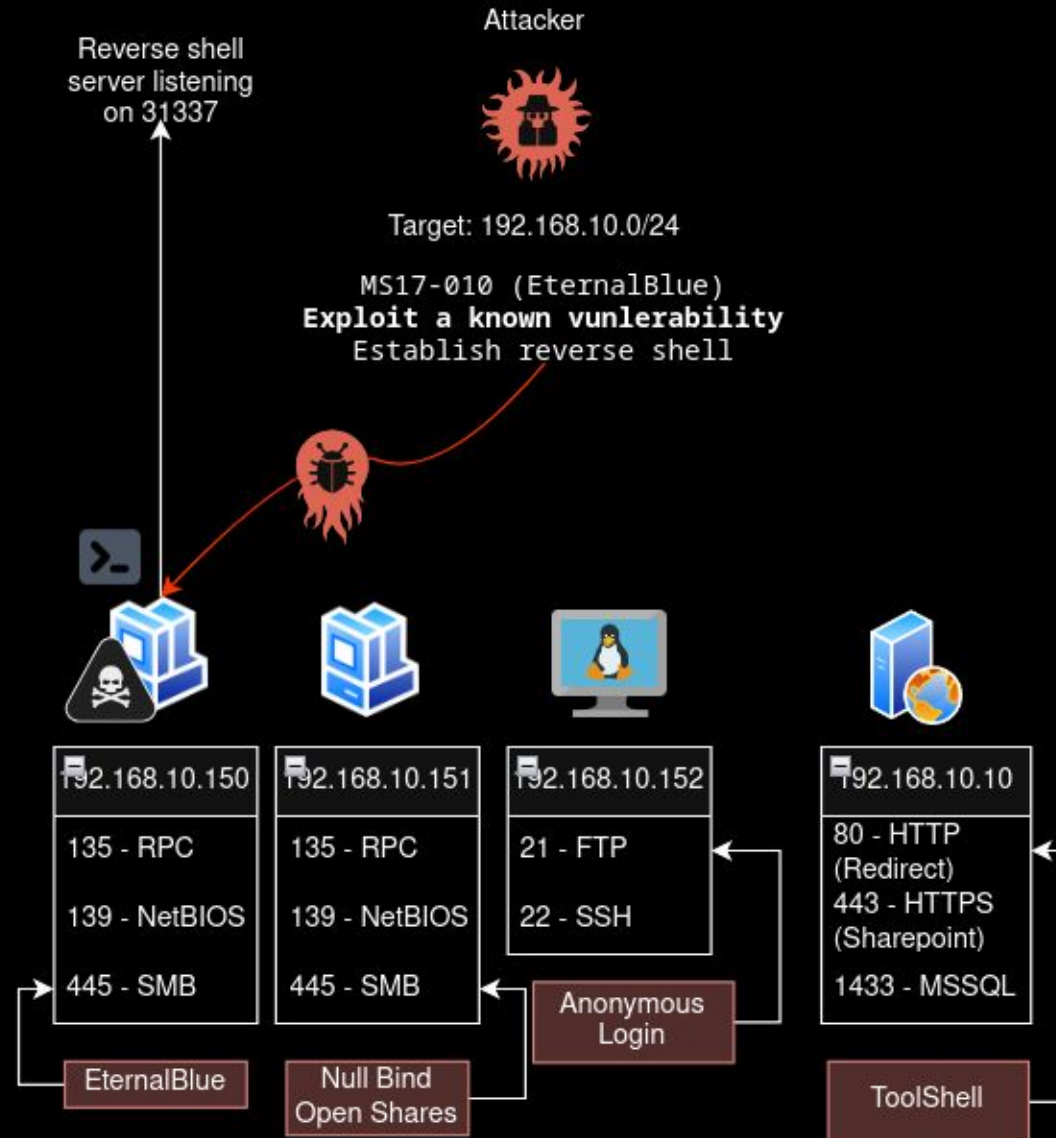 Attacker
Reverse shell
server listening
on 31337
Target: 192.168.10.0/24
MS17-010 (EternalBlue)
Exploit a known vunlerability
Establish reverse shell
192.168.10.150
135 - RPC
139 - NetBIOS
445 - SMB
EternalBlue
192.168.10.151
135 - RPC
139 - NetBIOS
445 - SMB
Null Bind
Open Shares
192.168.10.152
21 - FTP
22 - SSH
Anonymous
Login
192.168.10.10
80 - HTTP
(Redirect)
443 - HTTPS
(Sharepoint)
1433 - MSSQL
ToolShell